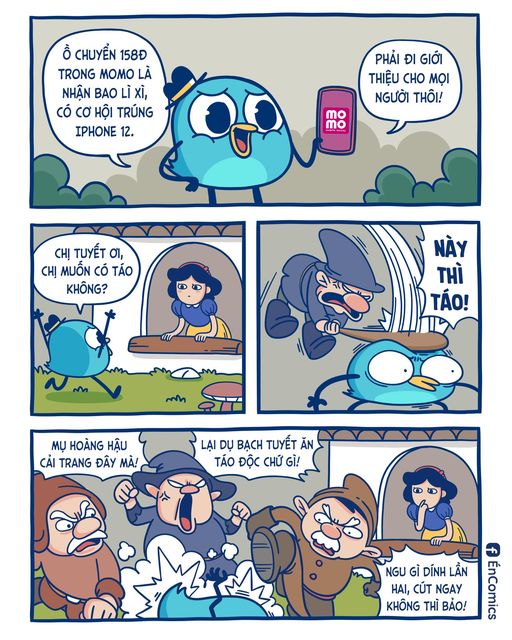 Ồ CHUYỂN 158Đ
TRONG MOMO LÀ
NHẬN BAO LÌ XÌ,
CÓ CƠ HỘI TRÚNG
IPHONE 12.
PHẢI ĐI GIỚI
THIỆU CHO MỌI
NGƯỜI THÔI!
mo
mo
CHỊ TUYẾT ƠI,
CHỊ MUỐN CÓ TÁO
KHÔNG?
NÀY
THÌ
TÁO!
MỤ HOÀNG HẬU
CẢI TRANG ĐÂY MÀ!
LẠI DỤ BẠCH TUYẾT ĂN
TÁO ĐỘC CHỨ GÌ!
NGU GÌ DÍNH LẦN
HAI, CÚT NGAY
KHÔNG THÌ BẢO!
ÉnComics